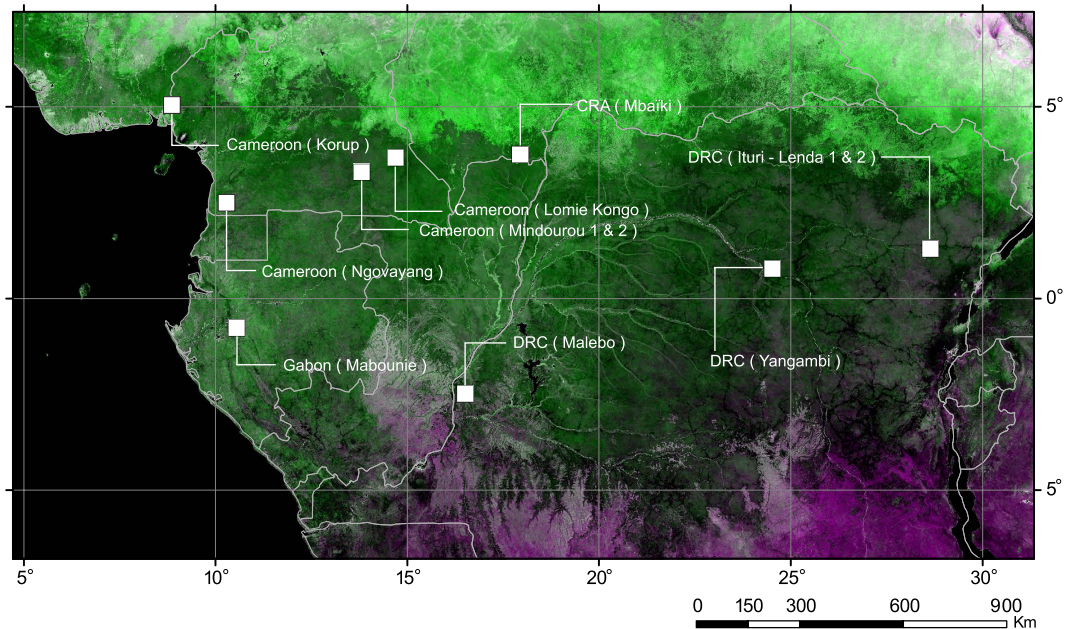 CRA ( Mbaïki )
5°
Cameroon ( Korup )
DRC ( Ituri - Lenda 1 & 2 )
Cameroon ( Lomie Kongo )
Cameroon ( Mindourou 1 & 2 )
Cameroon ( Ngovayang )
0°
DRC ( Malebo )
DRC ( Yangambi )
Gabon ( Mabounie )
5°
5° 10° 15° 20° 25° 30°
0 150 300 600 900
Km